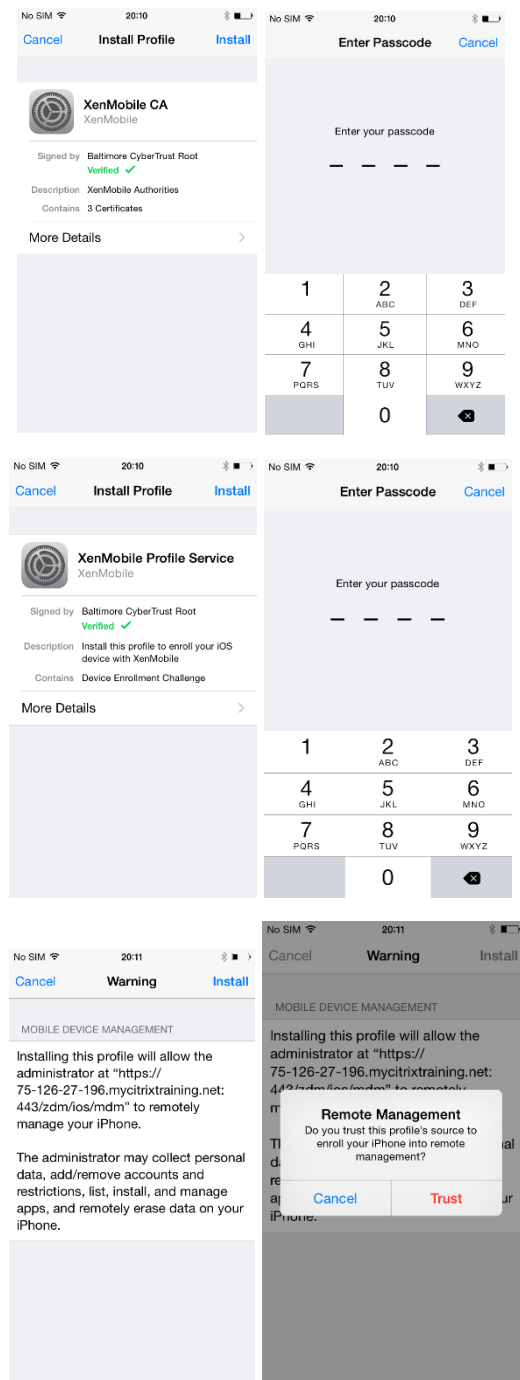 No SIM 20:10
Cancel Install Profile Install
XenMobile CA
XenMobile
Signed by Baltimore CyberTrust Root
Verified ✓
Description XenMobile Authorities
Contains 3 Certificates
More Details
No SIM 20:10
Enter Passcode Cancel
Enter your passcode
1 2 3
ABC DEF
4 5 6
GHI JKL MNO
7 8 9
PQRS TUV WXYZ
0
No SIM 20:10
Cancel Install Profile Install
XenMobile Profile Service
XenMobile
Signed by Baltimore CyberTrust Root
Verified ✓
Description Install this profile to enroll your iOS
device with XenMobile
Contains Device Enrollment Challenge
More Details
No SIM 20:10
Enter Passcode Cancel
Enter your passcode
1 2 3
ABC DEF
4 5 6
GHI JKL MNO
7 8 9
PQRS TUV WXYZ
0
No SIM 20:11
Cancel Warning Install
MOBILE DEVICE MANAGEMENT
Installing this profile will allow the
administrator at “https://
75-126-27-196.mycitrixtraining.net:
443/zdm/ios/mdm” to remotely
manage your iPhone.
The administrator may collect personal
data, add/remove accounts and
restrictions, list, install, and manage
apps, and remotely erase data on your
iPhone.
No SIM 20:11
Cancel Warning Install
MOBILE DEVICE MANAGEMENT
Installing this profile will allow the
administrator at “https://
75-126-27-196.mycitrixtraining.net:
443/zdm/ios/mdm” to remotely
Remote Management
Do you trust this profile's source to
enroll your iPhone into remote
management?
Cancel Trust
iPhone.